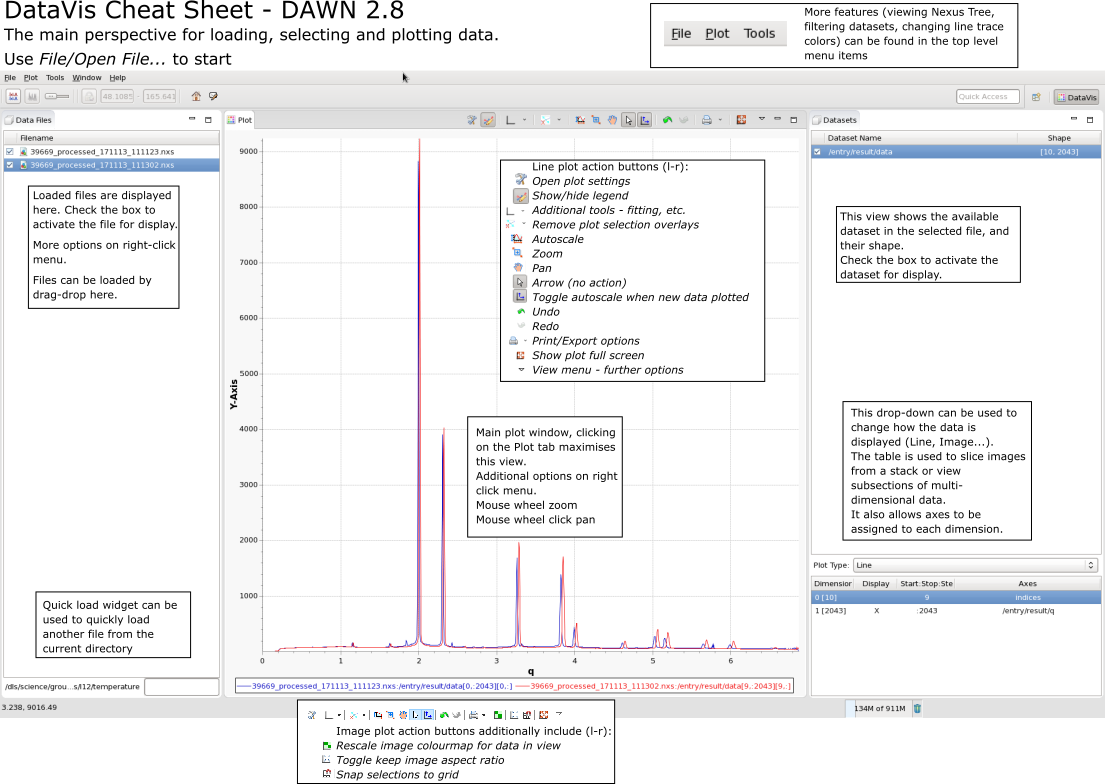 DataVis Cheat Sheet - DAWN 2.8
The main perspective for loading, selecting and plotting data.
Use File/Open File... to start
File Plot Tools
More features (viewing Nexus Tree,
filtering datasets, changing line trace
colors) can be found in the top level
menu items
File Plot Tools Window Help
48.1085 - 165.641
Quick Access
DataVis
Data Files
Filename
39669_processed_171113_111123.nxs
39669_processed_171113_111302.nxs
Loaded files are displayed
here. Check the box to
activate the file for display.
More options on right-click
menu.
Files can be loaded by
drag-drop here.
Quick load widget can be
used to quickly load
another file from the
current directory
/dls/science/grou...s/i12/temperature
3.238, 9016.49
Plot
Y-Axis
9000
8000
7000
6000
5000
4000
3000
2000
1000
0 1 2 3 4 5 6
q
Line plot action buttons (l-r):
Open plot settings
Show/hide legend
Additional tools - fitting, etc.
Remove plot selection overlays
Autoscale
Zoom
Pan
Arrow (no action)
Toggle autoscale when new data plotted
Undo
Redo
Print/Export options
Show plot full screen
View menu - further options
Main plot window, clicking
on the Plot tab maximises
this view.
Additional options on right
click menu.
Mouse wheel zoom
Mouse wheel click pan
39669_processed_171113_111123.nxs:/entry/result/data[0,:2043][0,:]
39669_processed_171113_111302.nxs:/entry/result/data[9,:2043][9,:]
Datasets
Dataset Name Shape
/entry/result/data [10, 2043]
This view shows the available
dataset in the selected file, and
their shape.
Check the box to activate the
dataset for display.
This drop-down can be used to
change how the data is
displayed (Line, Image...).
The table is used to slice images
from a stack or view
subsections of multi-
dimensional data.
It also allows axes to be
assigned to each dimension.
Plot Type: Line
Dimension Display Start:Stop:Ste Axes
0 [10] 9 indices
1 [2043] X :2043 /entry/result/q
134M of 911M
Image plot action buttons additionally include (l-r):
Rescale image colourmap for data in view
Toggle keep image aspect ratio
Snap selections to grid